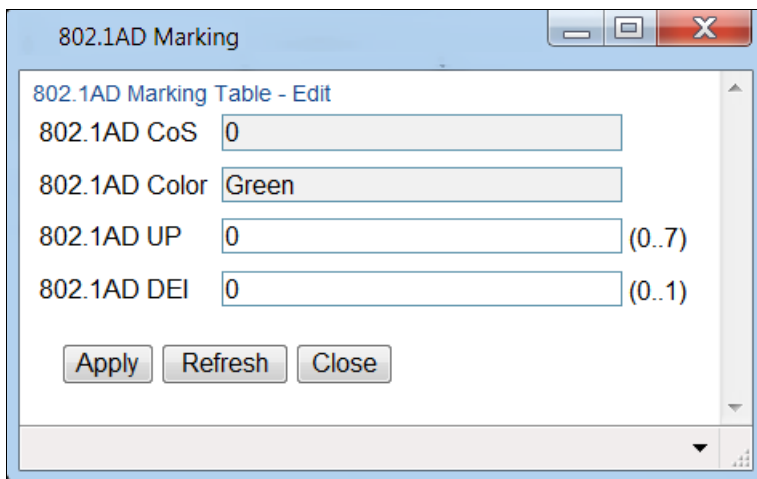 802.1AD Marking
802.1AD Marking Table - Edit
802.1AD CoS 0
802.1AD Color Green
802.1AD UP 0 (0..7)
802.1AD DEI 0 (0..1)
Apply Refresh Close